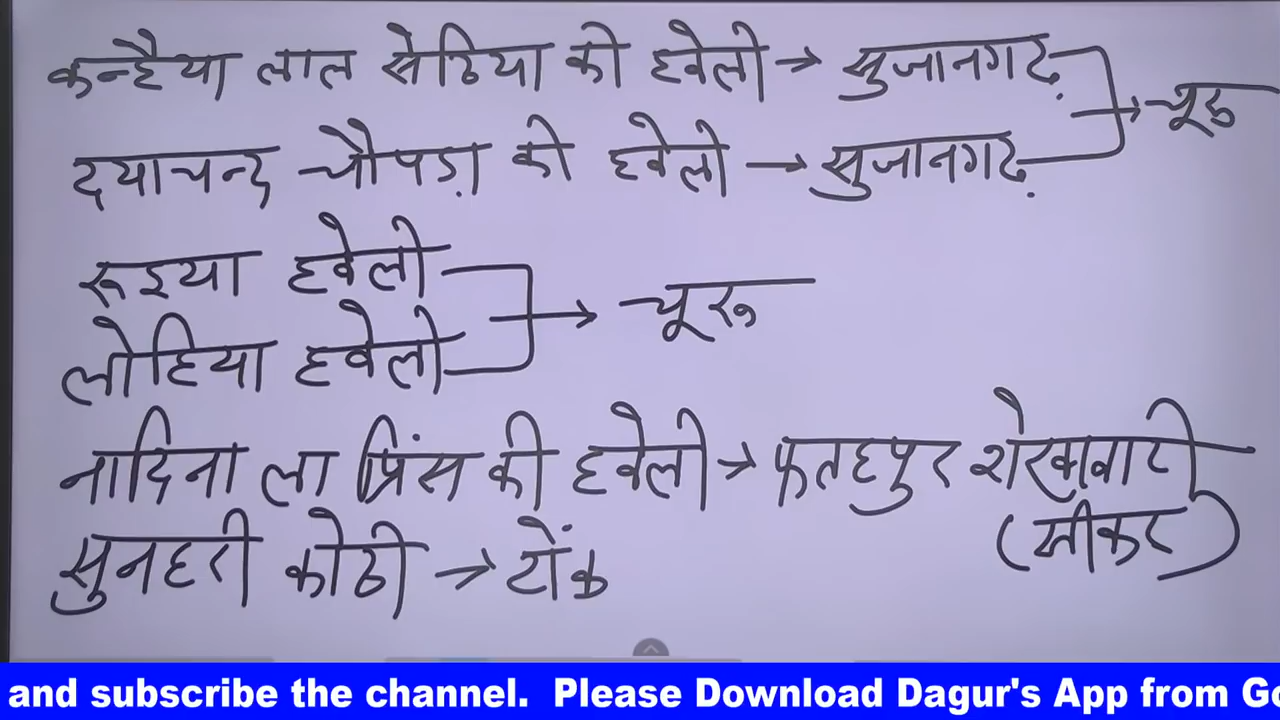 कन्हैया लाल सेठिया की हवेली → सुजानगढ़
→ चूरू
दयाचन्द चौपड़ा की हवेली → सुजानगढ़
रूइया हवेली
→ चूरू
लोहिया हवेली
नादिना ला प्रिंस की हवेली → फतहपुर शेखावाटी
(सीकर)
सुनहरी कोठी → टोंक
and subscribe the channel. Please Download Dagur's App from Go